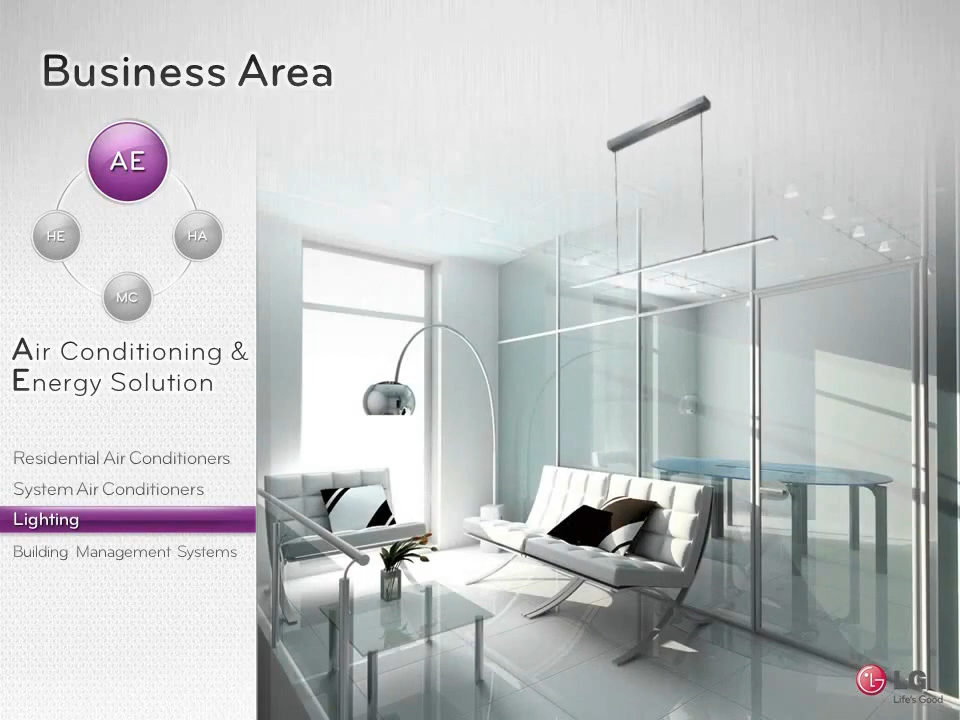 Business Area
AE
HE
HA
MC
Air Conditioning &
Energy Solution
Residential Air Conditioners
System Air Conditioners
Lighting
Building Management Systems
LG
Life's Good